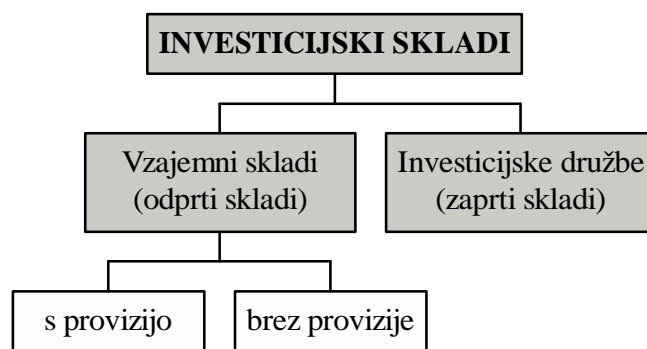 INVESTICIJSKI SKLADI
Vzajemni skladi
(odprti skladi)
Investicijske družbe
(zaprti skladi)
s provizijo
brez provizije